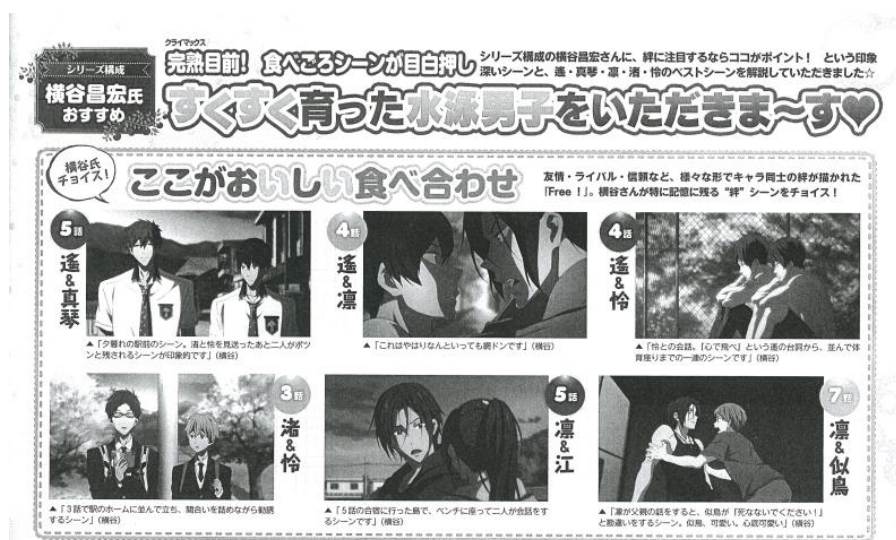 シリーズ構成
横谷昌宏氏
おすすめ
クライマックス
完熟目前! 食べごろシーンが目白押し
シリーズ構成の横谷昌宏さんに、絆に注目するならココがポイント! という印象
深いシーンと、遙・真琴・凛・渚・怜のベストシーンを解説していただきました☆
すくすく育った水泳男子をいただきま〜す♥
横谷氏
チョイス!
ここがおいしい食べ合わせ
友情・ライバル・信頼など、様々な形でキャラ同士の絆が描かれた
『Free!』。横谷さんが特に記憶に残る“絆”シーンをチョイス!
5話
遙&真琴
▲「夕暮れの駅前のシーン。渚と怜を見送ったあと二人がポツ
ンと残されるシーンが印象的です」(横谷)
4話
遙&凛
▲「これはやはりなんといっても網ドンです」(横谷)
4話
遙&怜
▲「怜との会話。『心で飛べ』という遙の台詞から、並んで体
育座りまでの一連のシーンです」(横谷)
3話
渚&怜
▲「3話で駅のホームに並んで立ち、間合いを詰めながら勧誘
するシーン」(横谷)
5話
凛&江
▲「5話の合宿に行った島で、ベンチに座って二人が会話をす
るシーンです」(横谷)
7話
凛&似鳥
▲「凛が父親の話をすると、似鳥が『死なないでください!』
と勘違いをするシーン。似鳥、可愛い。心底可愛い」(横谷)